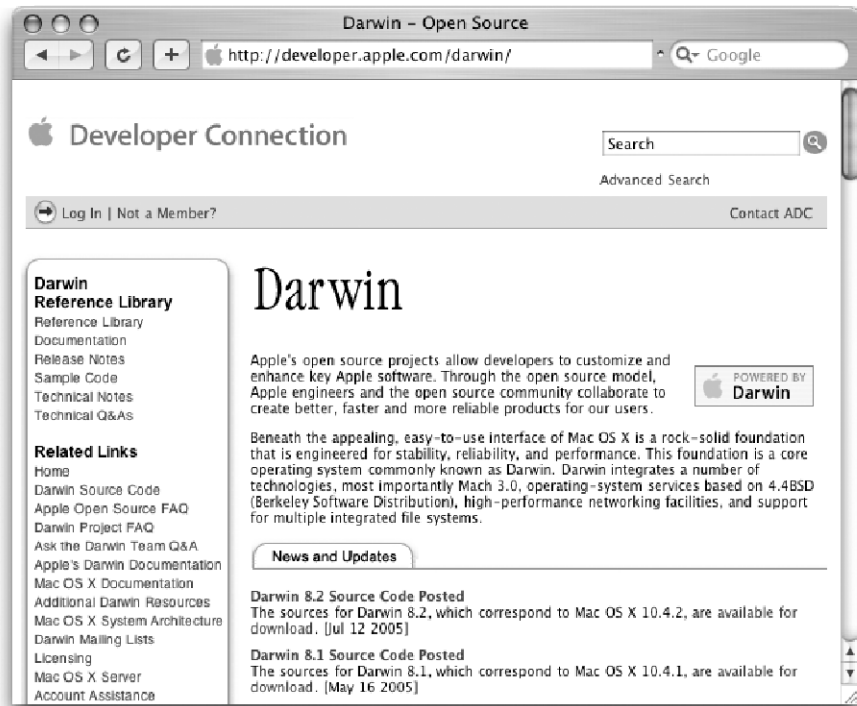 Darwin – Open Source
http://developer.apple.com/darwin/
Google
Developer Connection
Search
Advanced Search
Log In | Not a Member?
Contact ADC
Darwin
Reference Library
Reference Library
Documentation
Release Notes
Sample Code
Technical Notes
Technical Q&As
Related Links
Home
Darwin Source Code
Apple Open Source FAQ
Darwin Project FAQ
Ask the Darwin Team Q&A
Apple's Darwin Documentation
Mac OS X Documentation
Additional Darwin Resources
Mac OS X System Architecture
Darwin Mailing Lists
Licensing
Mac OS X Server
Account Assistance
Darwin
Apple's open source projects allow developers to customize and
enhance key Apple software. Through the open source model,
Apple engineers and the open source community collaborate to
create better, faster and more reliable products for our users.
POWERED BY
Darwin
Beneath the appealing, easy-to-use interface of Mac OS X is a rock-solid foundation
that is engineered for stability, reliability, and performance. This foundation is a core
operating system commonly known as Darwin. Darwin integrates a number of
technologies, most importantly Mach 3.0, operating-system services based on 4.4BSD
(Berkeley Software Distribution), high-performance networking facilities, and support
for multiple integrated file systems.
News and Updates
Darwin 8.2 Source Code Posted
The sources for Darwin 8.2, which correspond to Mac OS X 10.4.2, are available for
download. [Jul 12 2005]
Darwin 8.1 Source Code Posted
The sources for Darwin 8.1, which correspond to Mac OS X 10.4.1, are available for
download. [May 16 2005]